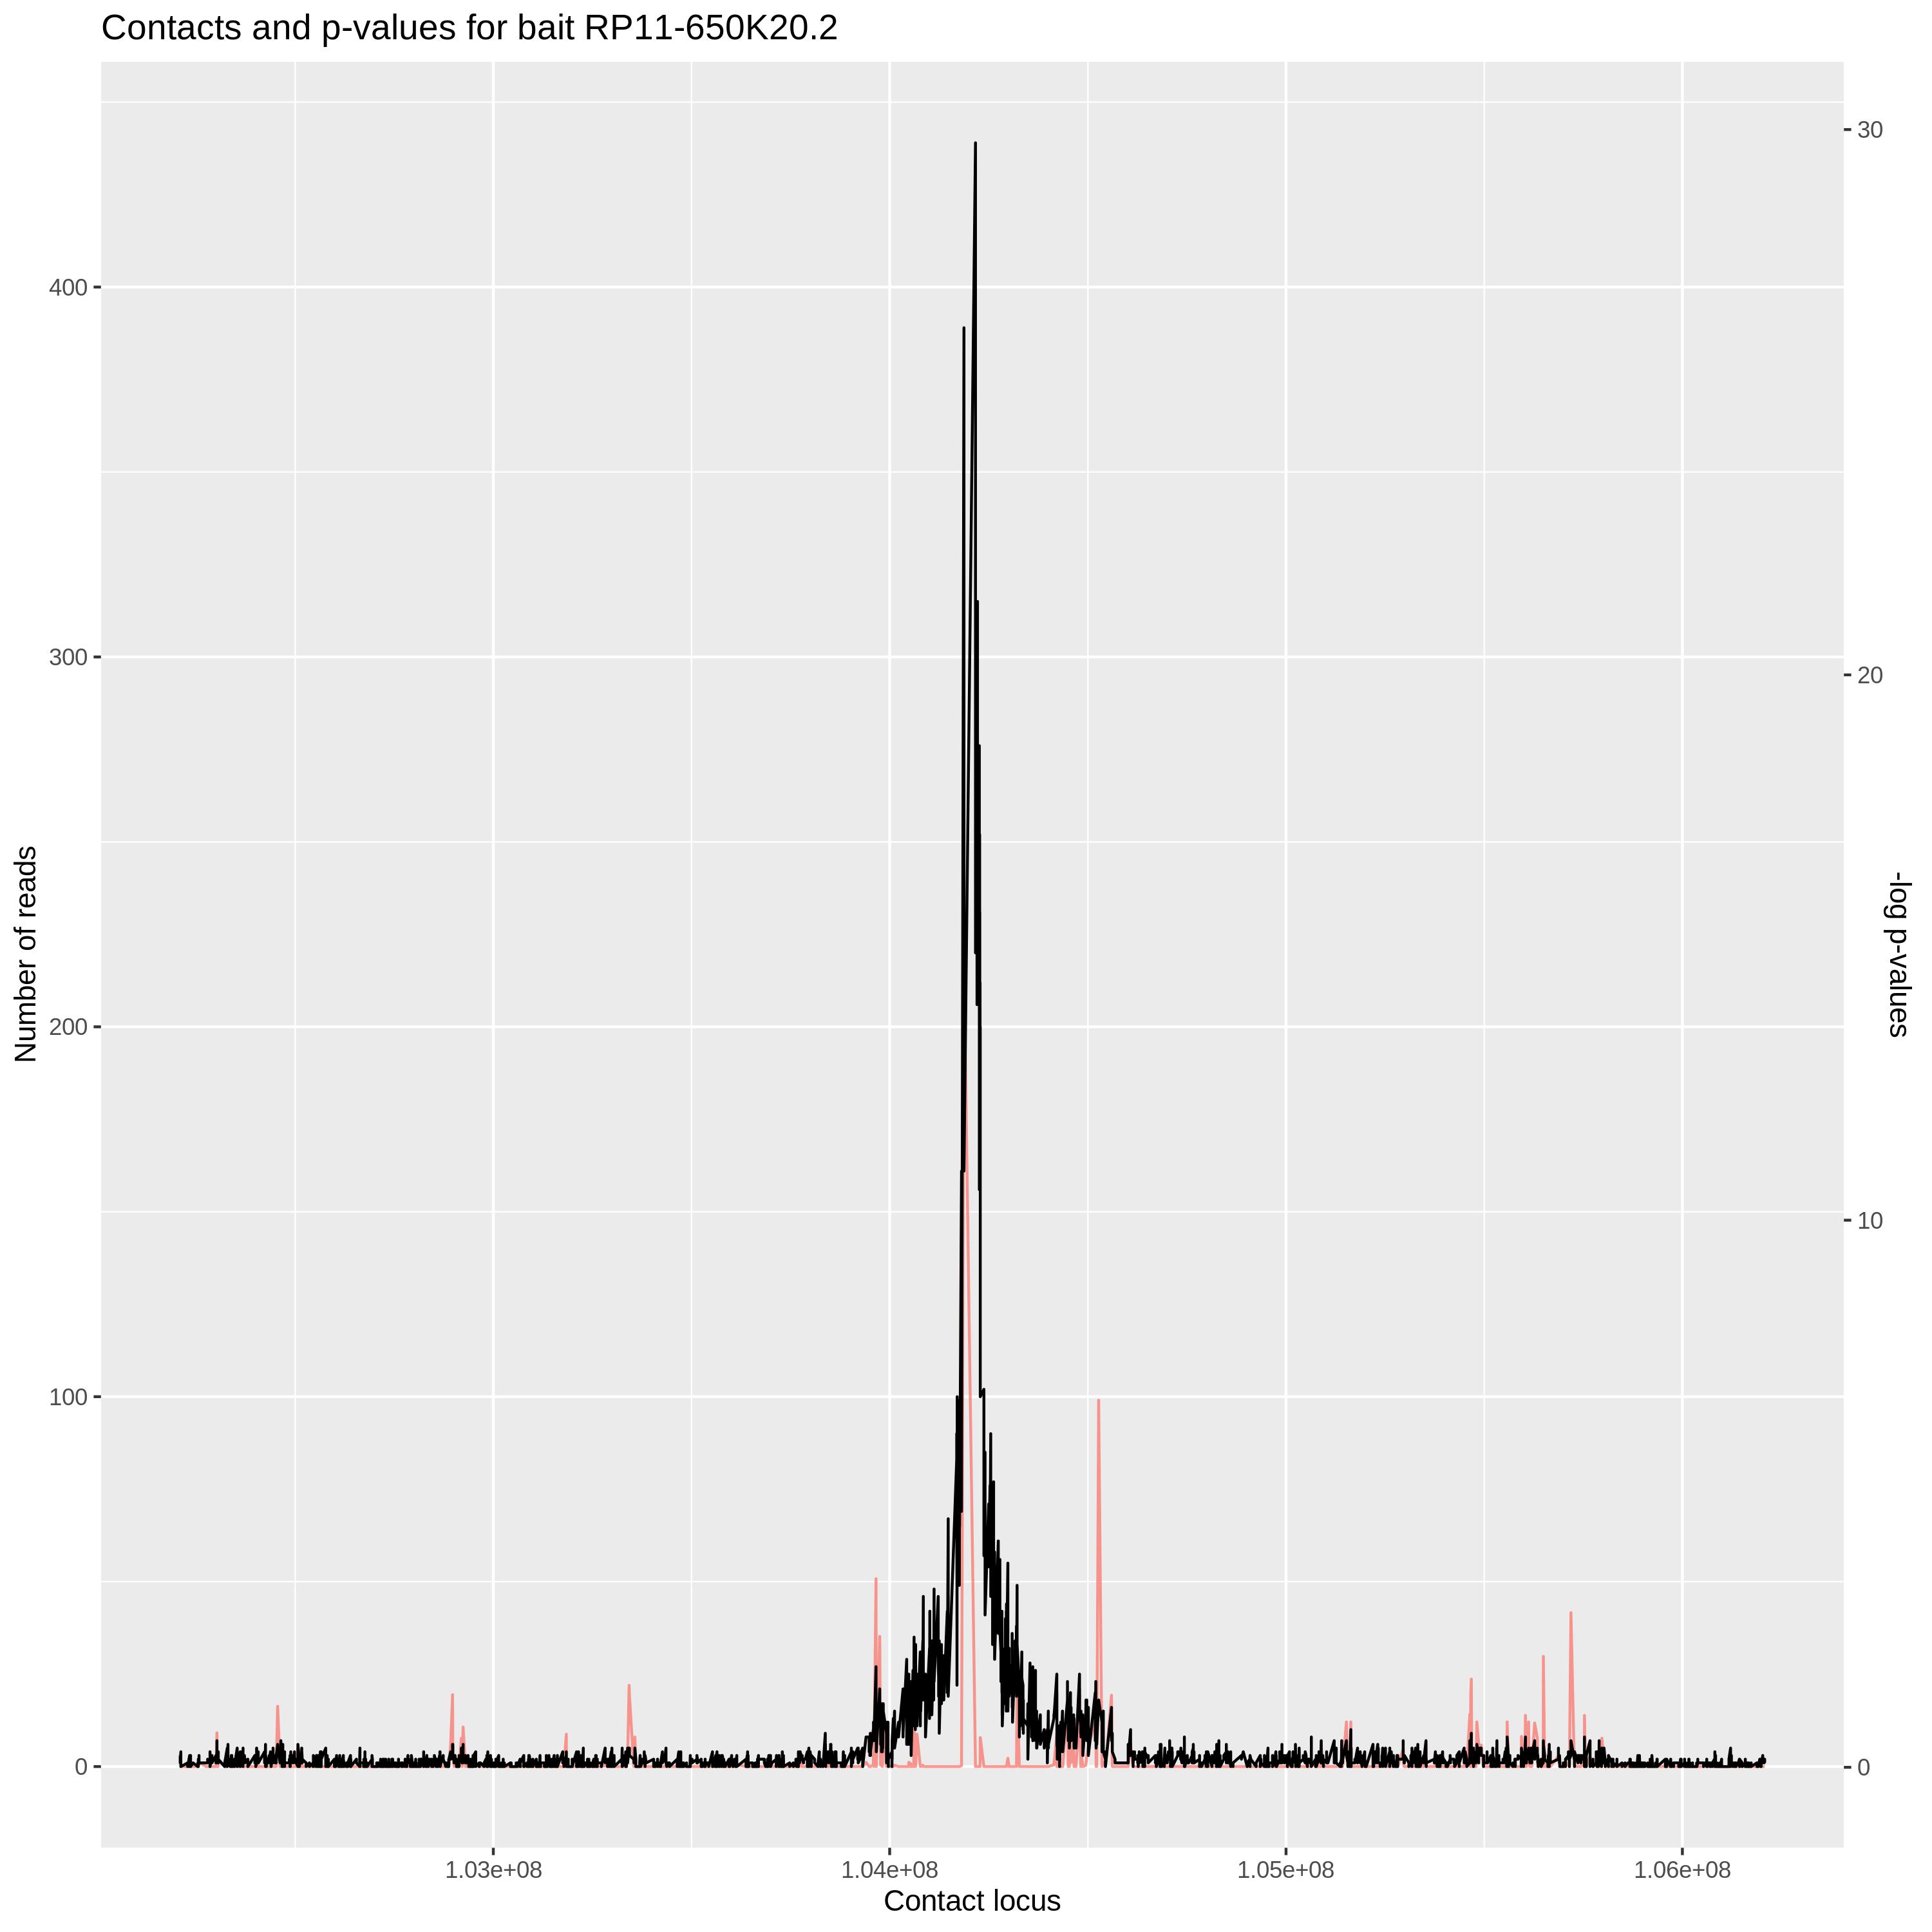 Contacts and p-values for bait RP11-650K20.2
400
300
200
100
0
Number of reads
30
20
10
0
-log p-values
1.03e+08
1.04e+08
1.05e+08
1.06e+08
Contact locus